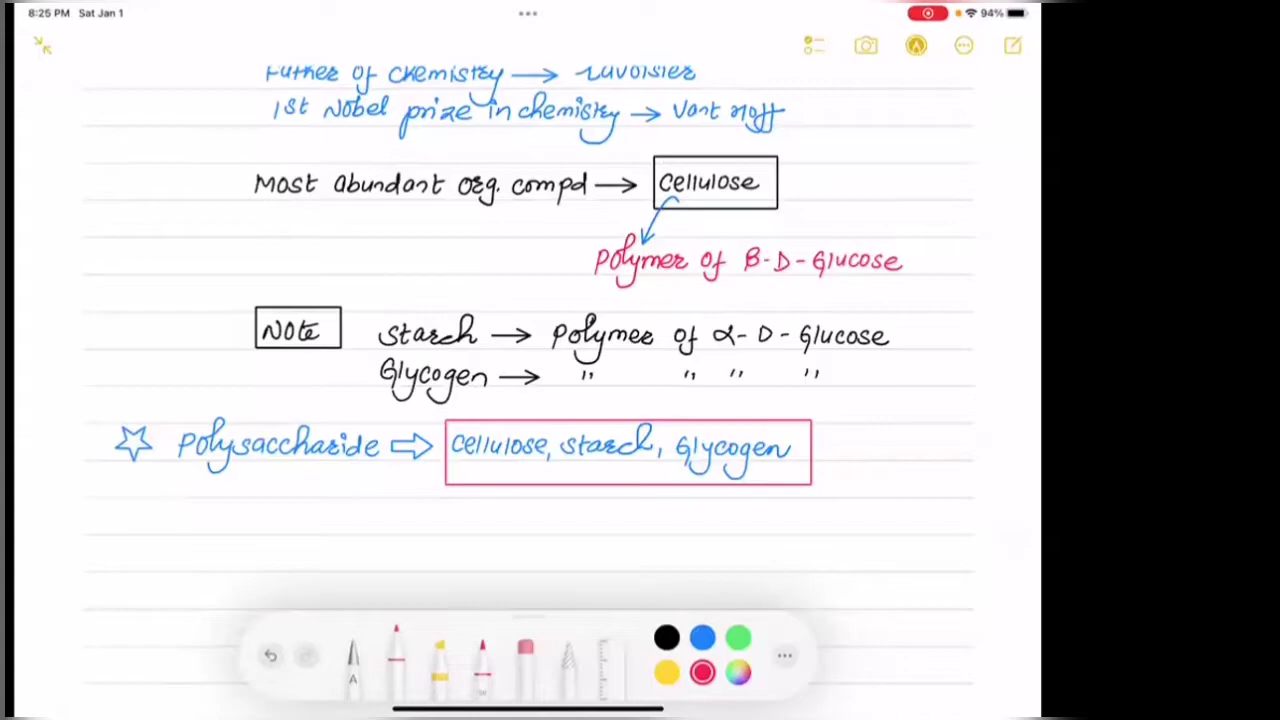 8:25 PM Sat Jan 1
94%
Father of chemistry → Lavoisier
1st Nobel prize in chemistry → Vant Hoff
Most abundant org. compd → Cellulose
Polymer of β-D-Glucose
Note Starch → Polymer of α-D-Glucose
Glycogen → " " " "
☆ Polysaccharide ⇒ Cellulose, Starch, Glycogen
A